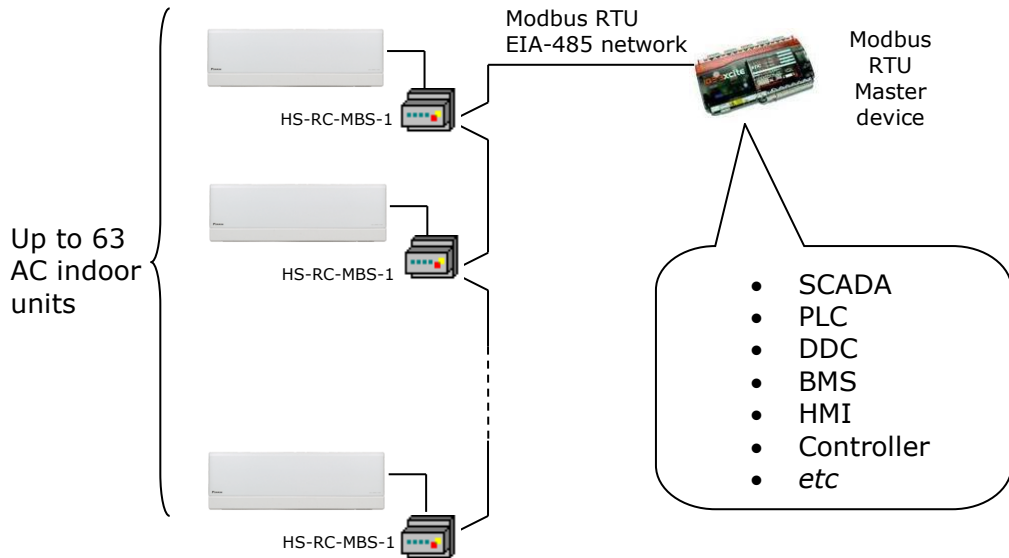 Modbus RTU
EIA-485 network
Modbus
RTU
Master
device
HS-RC-MBS-1
HS-RC-MBS-1
Up to 63
AC indoor
units
• SCADA
• PLC
• DDC
• BMS
• HMI
• Controller
• etc
HS-RC-MBS-1